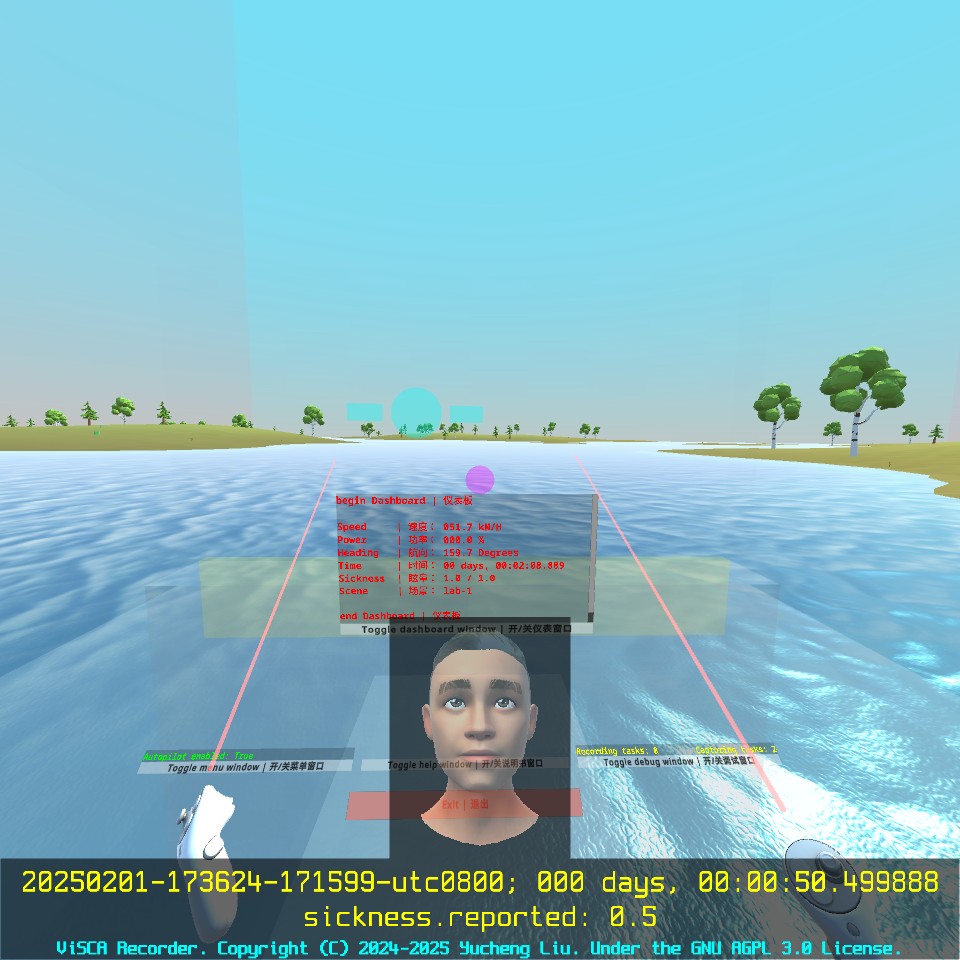 begin Dashboard | 仪表板
Speed | 速度: 051.7 kN/H
Power | 功率: 000.0 %
Heading | 航向: 159.7 Degrees
Time | 时间: 00 days, 00:02:08.889
Sickness | 眩晕: 1.0 / 1.0
Scene | 场景: lab-1
end Dashboard | 仪表板
Toggle dashboard window | 开/关仪表窗口
Autopilot enabled: True
Recording tasks: 0 Capturing tasks: 2
Toggle menu window | 开/关菜单窗口
Toggle help window | 开/关说明书窗口
Toggle debug window | 开/关调试窗口
Exit | 退出
20250201-173624-171599-utc0800; 000 days, 00:00:50.499888
sickness.reported: 0.5
ViSCA Recorder. Copyright (C) 2024-2025 Yucheng Liu. Under the GNU AGPL 3.0 License.